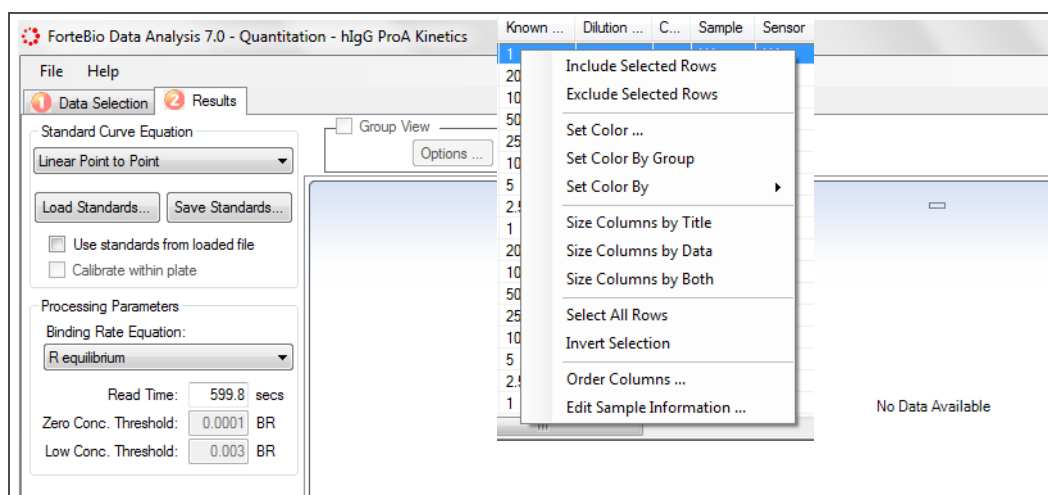 ForteBio Data Analysis 7.0 - Quantitation - hIgG ProA Kinetics
File Help
1 Data Selection 2 Results
Standard Curve Equation
Linear Point to Point
Load Standards... Save Standards...
Use standards from loaded file
Calibrate within plate
Processing Parameters
Binding Rate Equation:
R equilibrium
Read Time: 599.8 secs
Zero Conc. Threshold: 0.0001 BR
Low Conc. Threshold: 0.003 BR
Group View
Options ...
Known ... Dilution ... C... Sample Sensor
1
20
10
50
25
10
5
2.5
1
20
10
50
25
10
5
2.5
1
Include Selected Rows
Exclude Selected Rows
Set Color ...
Set Color By Group
Set Color By
Size Columns by Title
Size Columns by Data
Size Columns by Both
Select All Rows
Invert Selection
Order Columns ...
Edit Sample Information ...
No Data Available